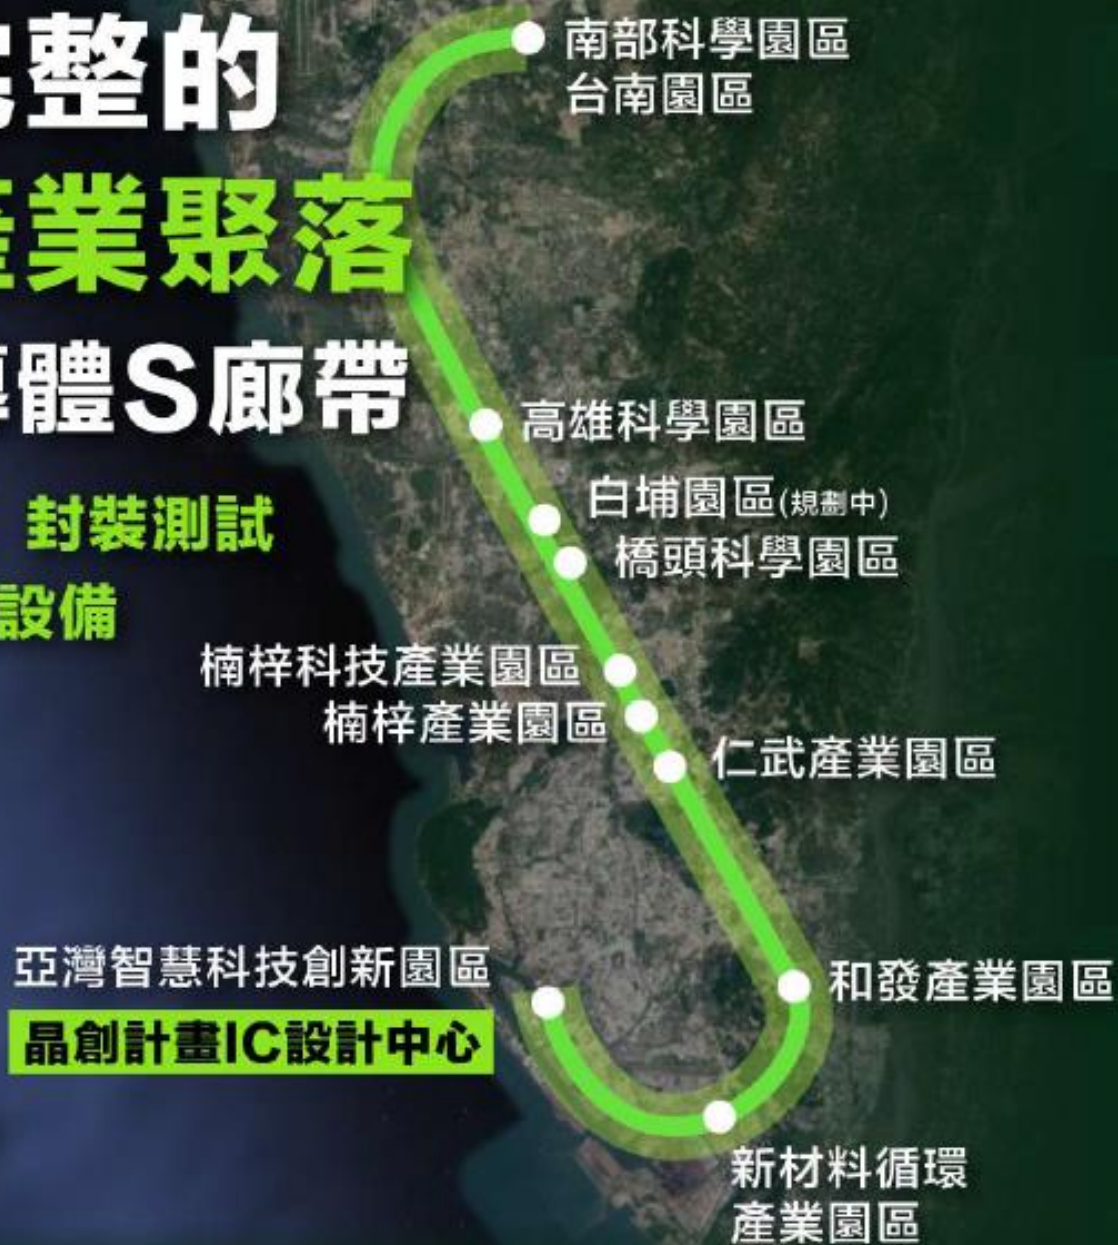 完整的
產業聚落
導體S廊帶
封裝測試
設備
南部科學園區
台南園區
高雄科學園區
白埔園區(規劃中)
橋頭科學園區
楠梓科技產業園區
楠梓產業園區
仁武產業園區
亞灣智慧科技創新園區
晶創計畫IC設計中心
和發產業園區
新材料循環
產業園區